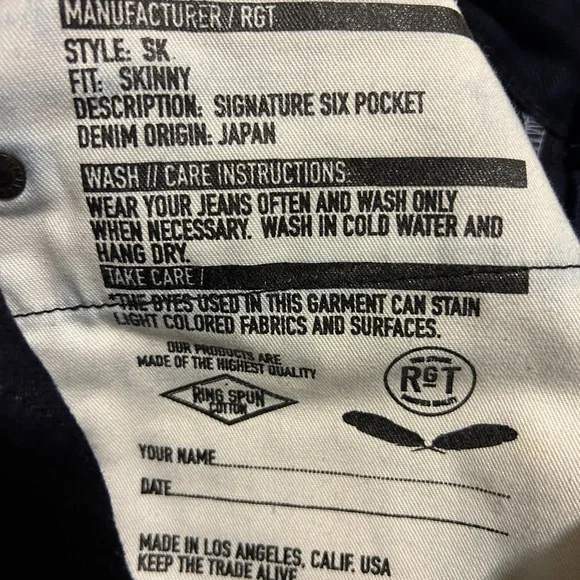 MANUFACTURER / RGT
STYLE: SK
FIT: SKINNY
DESCRIPTION: SIGNATURE SIX POCKET
DENIM ORIGIN: JAPAN
WASH // CARE INSTRUCTIONS:
WEAR YOUR JEANS OFTEN AND WASH ONLY
WHEN NECESSARY. WASH IN COLD WATER AND
HANG DRY.
TAKE CARE /
*THE DYES USED IN THIS GARMENT CAN STAIN
LIGHT COLORED FABRICS AND SURFACES.
OUR PRODUCTS ARE
MADE OF THE HIGHEST QUALITY
RING SPUN
COTTON
RGT
YOUR NAME
DATE
MADE IN LOS ANGELES, CALIF. USA
KEEP THE TRADE ALIVE